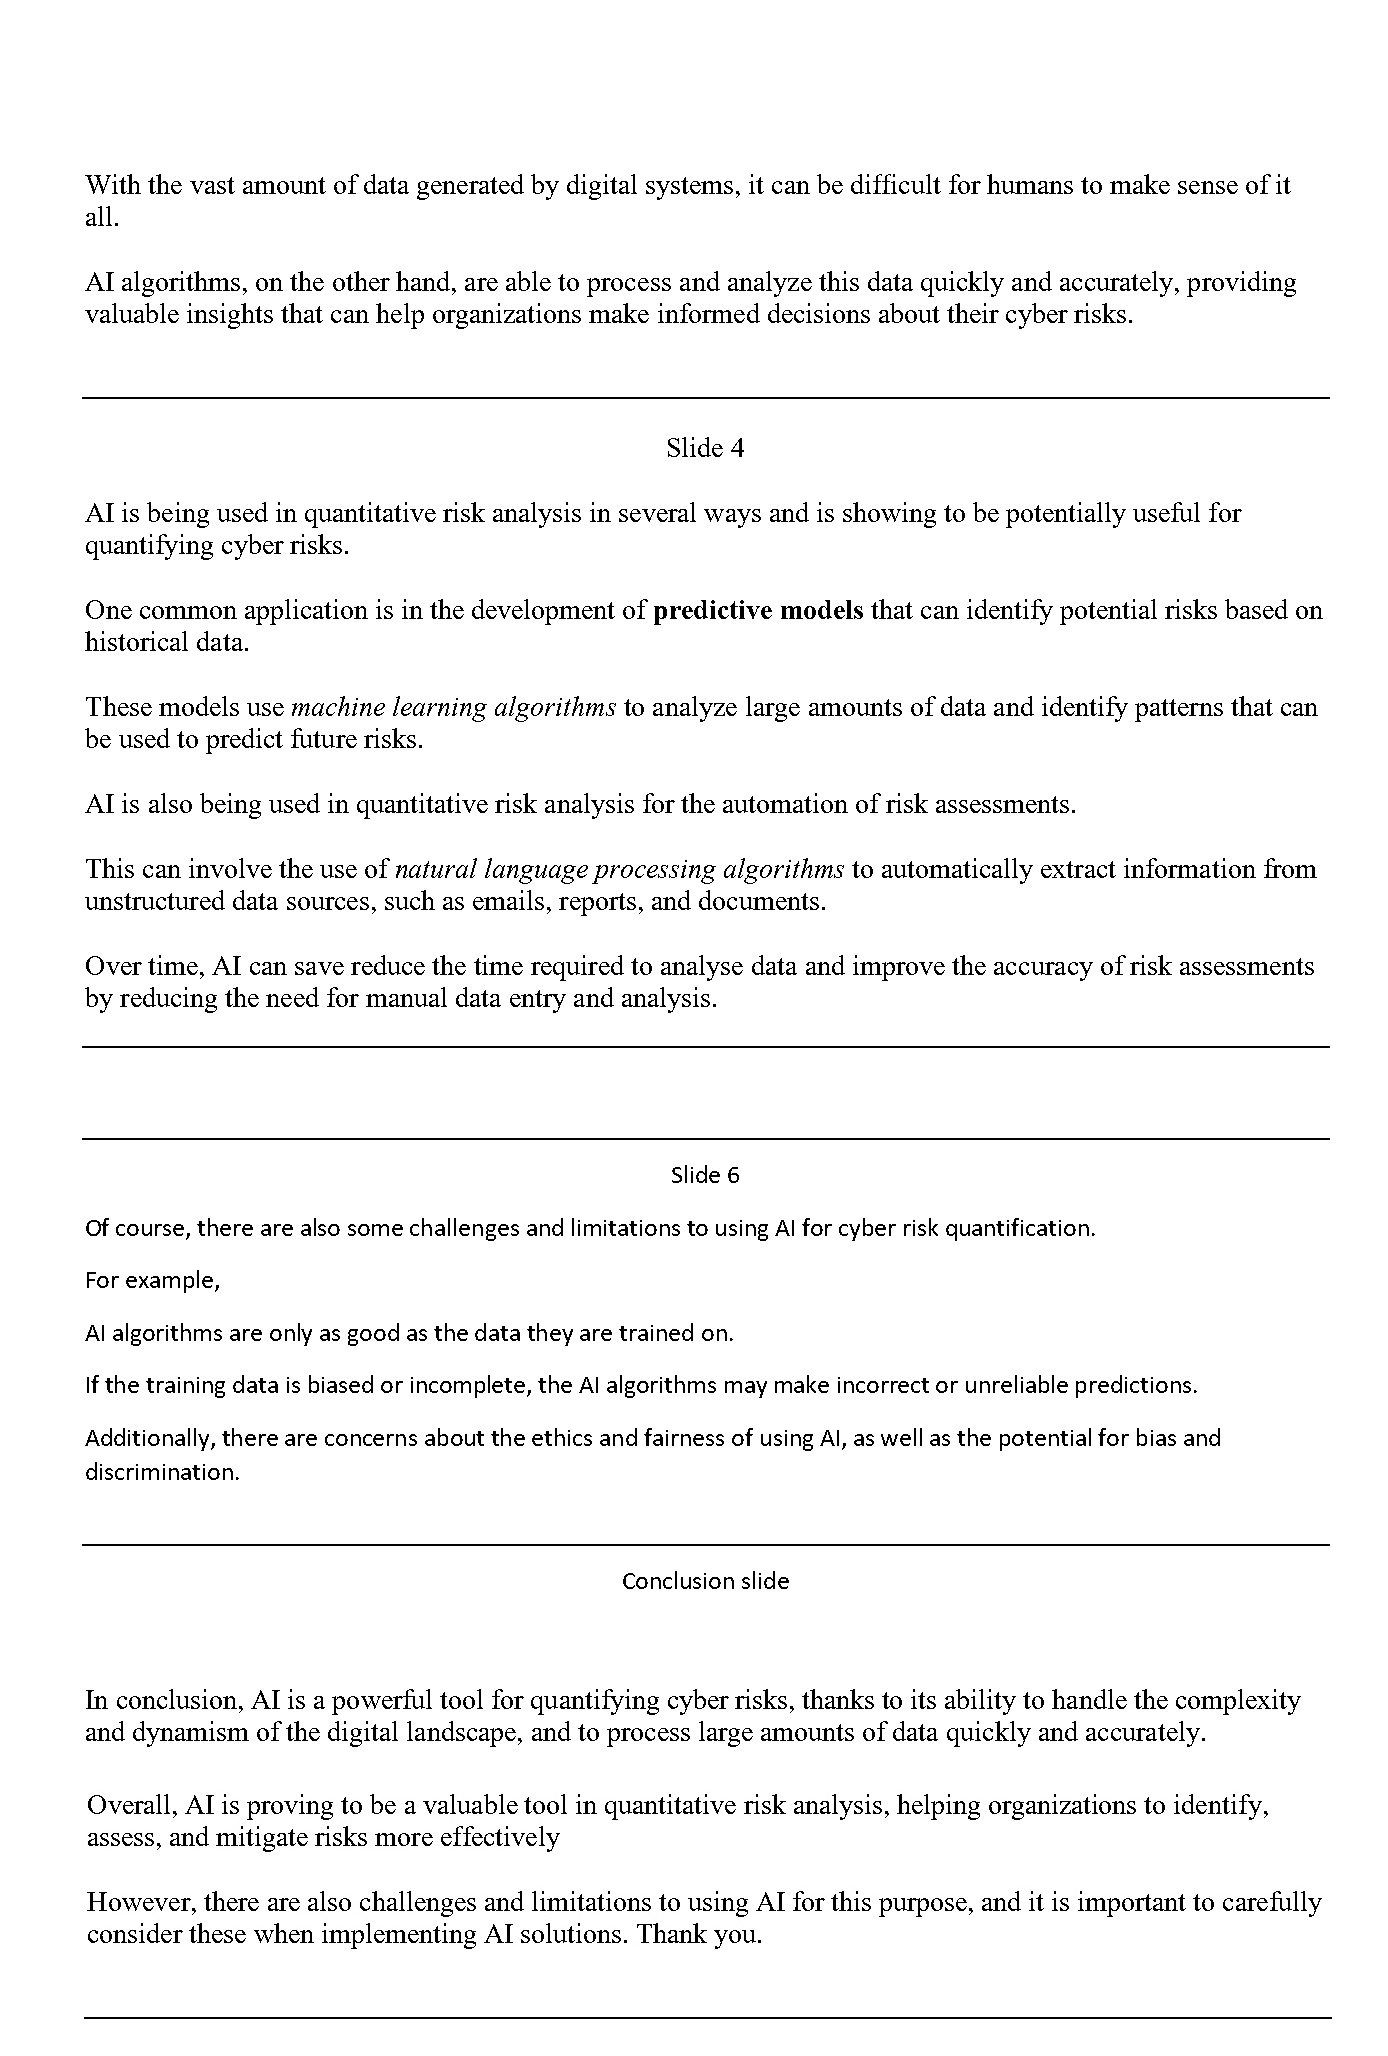 With the vast amount of data generated by digital systems, it can be difficult for humans to make sense of it
all.
AI algorithms, on the other hand, are able to process and analyze this data quickly and accurately, providing
valuable insights that can help organizations make informed decisions about their cyber risks.
Slide 4
AI is being used in quantitative risk analysis in several ways and is showing to be potentially useful for
quantifying cyber risks.
One common application is in the development of predictive models that can identify potential risks based on
historical data.
These models use machine learning algorithms to analyze large amounts of data and identify patterns that can
be used to predict future risks.
AI is also being used in quantitative risk analysis for the automation of risk assessments.
This can involve the use of natural language processing algorithms to automatically extract information from
unstructured data sources, such as emails, reports, and documents.
Over time, AI can save reduce the time required to analyse data and improve the accuracy of risk assessments
by reducing the need for manual data entry and analysis.
Slide 6
Of course, there are also some challenges and limitations to using AI for cyber risk quantification.
For example,
AI algorithms are only as good as the data they are trained on.
If the training data is biased or incomplete, the AI algorithms may make incorrect or unreliable predictions.
Additionally, there are concerns about the ethics and fairness of using AI, as well as the potential for bias and
discrimination.
Conclusion slide
In conclusion, AI is a powerful tool for quantifying cyber risks, thanks to its ability to handle the complexity
and dynamism of the digital landscape, and to process large amounts of data quickly and accurately.
Overall, AI is proving to be a valuable tool in quantitative risk analysis, helping organizations to identify,
assess, and mitigate risks more effectively
However, there are also challenges and limitations to using AI for this purpose, and it is important to carefully
consider these when implementing AI solutions. Thank you.